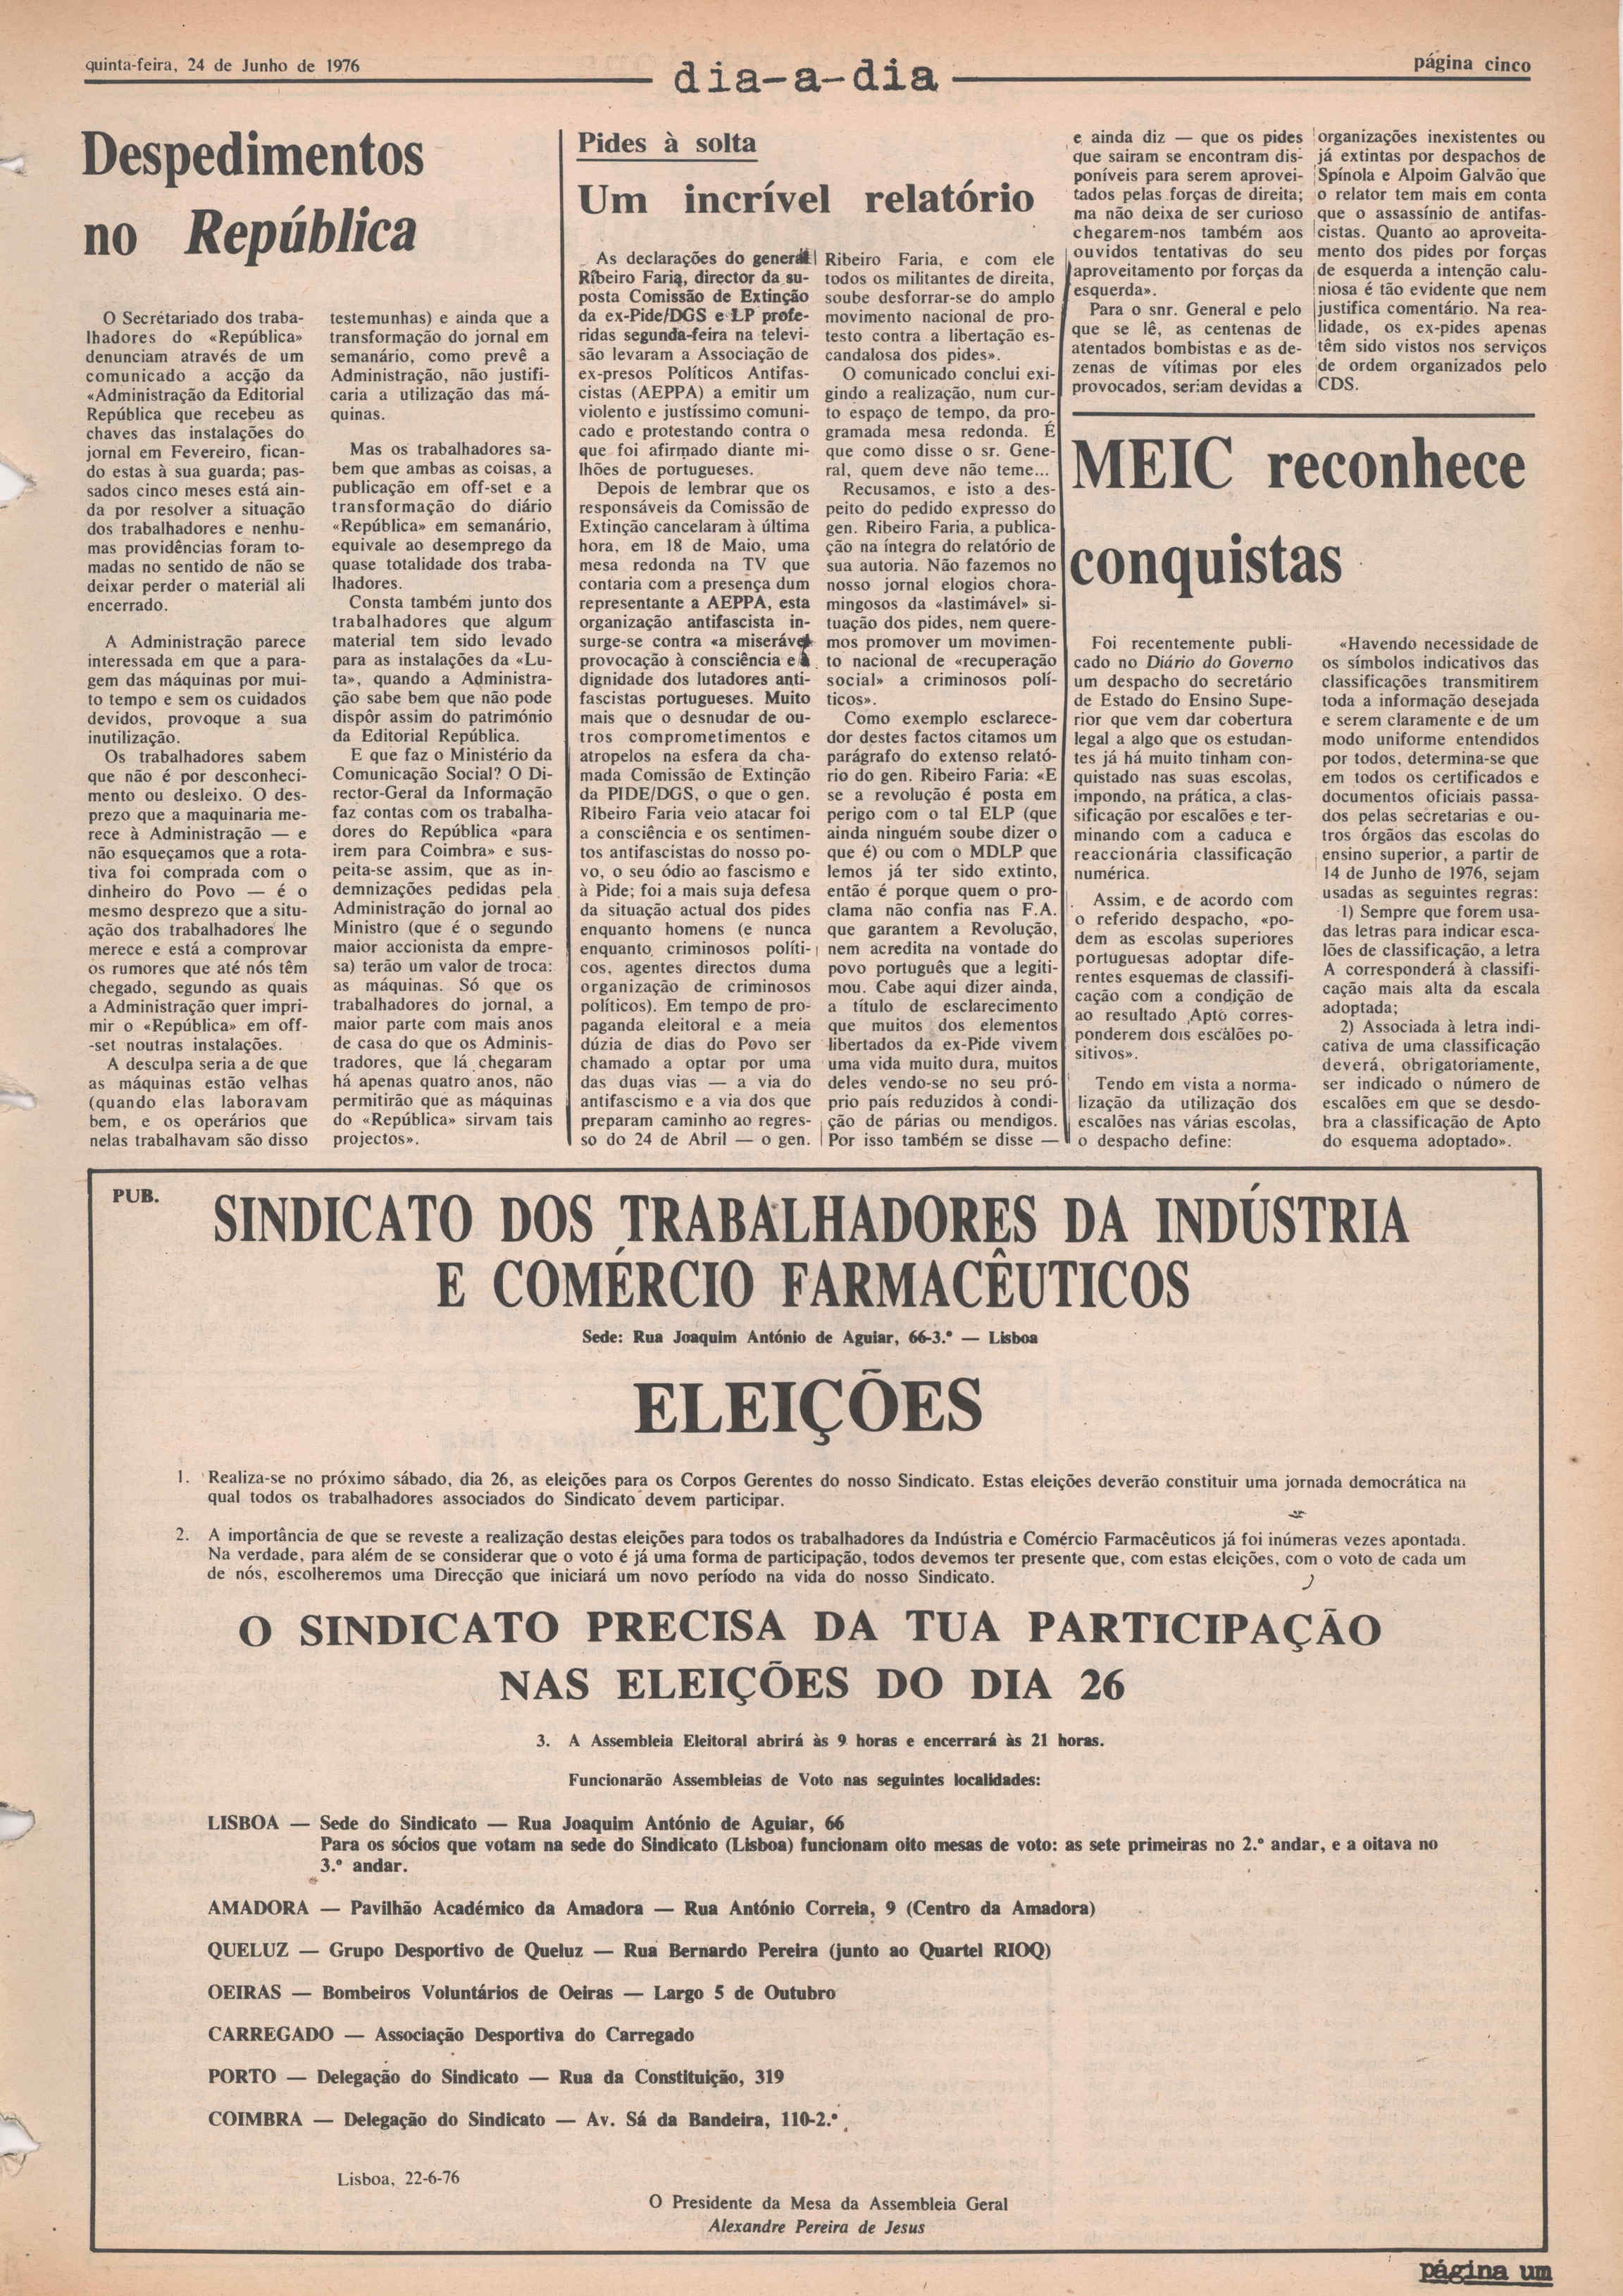 quinta-feira, 24 de Junho de 1976
dia-a-dia
página cinco
Despedimentos
no República
O Secretariado dos traba-
lhadores do «República»
denunciam através de um
comunicado a acção da
«Administração da Editorial
República que recebeu as
chaves das instalações do
jornal em Fevereiro, fican-
do estas à sua guarda; pas-
sados cinco meses está ain-
da por resolver a situação
dos trabalhadores e nenhu-
mas providências foram to-
madas no sentido de não se
deixar perder o material ali
encerrado.
A Administração parece
interessada em que a para-
gem das máquinas por mui-
to tempo e sem os cuidados
devidos, provoque a sua
inutilização.
Os trabalhadores sabem
que não é por desconheci-
mento ou desleixo. O des-
prezo que a maquinaria me-
rece à Administração — e
não esqueçamos que a rota-
tiva foi comprada com o
dinheiro do Povo — é o
mesmo desprezo que a situ-
ação dos trabalhadores lhe
merece e está a comprovar
os rumores que até nós têm
chegado, segundo as quais
a Administração quer impri-
mir o «República» em off-
-set noutras instalações.
A desculpa seria a de que
as máquinas estão velhas
(quando elas laboravam
bem, e os operários que
nelas trabalhavam são disso
testemunhas) e ainda que a
transformação do jornal em
semanário, como prevê a
Administração, não justifi-
caria a utilização das má-
quinas.
Mas os trabalhadores sa-
bem que ambas as coisas, a
publicação em off-set e a
transformação do diário
«República» em semanário,
equivale ao desemprego da
quase totalidade dos traba-
lhadores.
Consta também junto dos
trabalhadores que algum
material tem sido levado
para as instalações da «Lu-
ta», quando a Administra-
ção sabe bem que não pode
dispôr assim do património
da Editorial República.
E que faz o Ministério da
Comunicação Social? O Di-
rector-Geral da Informação
faz contas com os trabalha-
dores do República «para
irem para Coimbra» e sus-
peita-se assim, que as in-
demnizações pedidas pela
Administração do jornal ao
Ministro (que é o segundo
maior accionista da empre-
sa) terão um valor de troca:
as máquinas. Só que os
trabalhadores do jornal, a
maior parte com mais anos
de casa do que os Adminis-
tradores, que lá chegaram
há apenas quatro anos, não
permitirão que as máquinas
do «República» sirvam tais
projectos».
Pides à solta
Um incrível relatório
As declarações do general
Ribeiro Faria, director da su-
posta Comissão de Extinção
da ex-Pide/DGS e LP profe-
ridas segunda-feira na televi-
são levaram a Associação de
ex-presos Políticos Antifas-
cistas (AEPPA) a emitir um
violento e justíssimo comuni-
cado e protestando contra o
que foi afirmado diante mi-
lhões de portugueses.
Depois de lembrar que os
responsáveis da Comissão de
Extinção cancelaram à última
hora, em 18 de Maio, uma
mesa redonda na TV que
contaria com a presença dum
representante a AEPPA, esta
organização antifascista in-
surge-se contra «a miserável
provocação à consciência e à
dignidade dos lutadores anti-
fascistas portugueses. Muito
mais que o desnudar de ou-
tros comprometimentos e
atropelos na esfera da cha-
mada Comissão de Extinção
da PIDE/DGS, o que o gen.
Ribeiro Faria veio atacar foi
a consciência e os sentimen-
tos antifascistas do nosso po-
vo, o seu ódio ao fascismo e
à Pide; foi a mais suja defesa
da situação actual dos pides
enquanto homens (e nunca
enquanto criminosos políti-
cos, agentes directos duma
organização de criminosos
políticos). Em tempo de pro-
paganda eleitoral e a meia
dúzia de dias do Povo ser
chamado a optar por uma
das duas vias — a via do
antifascismo e a via dos que
preparam caminho ao regres-
so do 24 de Abril — o gen.
Ribeiro Faria, e com ele
todos os militantes de direita,
soube desforrar-se do amplo
movimento nacional de pro-
testo contra a libertação es-
candalosa dos pides».
O comunicado conclui exi-
gindo a realização, num cur-
to espaço de tempo, da pro-
gramada mesa redonda. É
que como disse o sr. Gene-
ral, quem deve não teme...
Recusamos, e isto a des-
peito do pedido expresso do
gen. Ribeiro Faria, a publica-
ção na íntegra do relatório de
sua autoria. Não fazemos no
nosso jornal elogios chora-
mingosos da «lastimável» si-
tuação dos pides, nem quere-
mos promover um movimen-
to nacional de «recuperação
social» a criminosos polí-
ticos».
Como exemplo esclarece-
dor destes factos citamos um
parágrafo do extenso relató-
rio do gen. Ribeiro Faria: «E
se a revolução é posta em
perigo com o tal ELP (que
ainda ninguém soube dizer o
que é) ou com o MDLP que
lemos já ter sido extinto,
então é porque quem o pro-
clama não confia nas F.A.
que garantem a Revolução,
nem acredita na vontade do
povo português que a legiti-
mou. Cabe aqui dizer ainda,
a título de esclarecimento
que muitos dos elementos
libertados da ex-Pide vivem
uma vida muito dura, muitos
deles vendo-se no seu pró-
prio país reduzidos à condi-
ção de párias ou mendigos.
Por isso também se disse —
e ainda diz — que os pides
que sairam se encontram dis-
poníveis para serem aprovei-
tados pelas forças de direita;
ma não deixa de ser curioso
chegarem-nos também aos
ouvidos tentativas do seu
aproveitamento por forças da
esquerda».
Para o snr. General e pelo
que se lê, as centenas de
atentados bombistas e as de-
zenas de vítimas por eles
provocados, seriam devidas a
organizações inexistentes ou
já extintas por despachos de
Spínola e Alpoim Galvão que
o relator tem mais em conta
que o assassínio de antifas-
cistas. Quanto ao aproveita-
mento dos pides por forças
de esquerda a intenção calu-
niosa é tão evidente que nem
justifica comentário. Na rea-
lidade, os ex-pides apenas
têm sido vistos nos serviços
de ordem organizados pelo
CDS.
MEIC reconhece
conquistas
Foi recentemente publi-
cado no Diário do Governo
um despacho do secretário
de Estado do Ensino Supe-
rior que vem dar cobertura
legal a algo que os estudan-
tes já há muito tinham con-
quistado nas suas escolas,
impondo, na prática, a clas-
sificação por escalões e ter-
minando com a caduca e
reaccionária classificação
numérica.
Assim, e de acordo com
o referido despacho, «po-
dem as escolas superiores
portuguesas adoptar dife-
rentes esquemas de classifi-
cação com a condição de
ao resultado Apto corres-
ponderem dois escalões po-
sitivos».
Tendo em vista a norma-
lização da utilização dos
escalões nas várias escolas,
o despacho define:
«Havendo necessidade de
os símbolos indicativos das
classificações transmitirem
toda a informação desejada
e serem claramente e de um
modo uniforme entendidos
por todos, determina-se que
em todos os certificados e
documentos oficiais passa-
dos pelas secretarias e ou-
tros órgãos das escolas do
ensino superior, a partir de
14 de Junho de 1976, sejam
usadas as seguintes regras:
1) Sempre que forem usa-
das letras para indicar esca-
lões de classificação, a letra
A corresponderá à classifi-
cação mais alta da escala
adoptada;
2) Associada à letra indi-
cativa de uma classificação
deverá, obrigatoriamente,
ser indicado o número de
escalões em que se desdo-
bra a classificação de Apto
do esquema adoptado».
PUB.
SINDICATO DOS TRABALHADORES DA INDÚSTRIA
E COMÉRCIO FARMACÊUTICOS
Sede: Rua Joaquim António de Aguiar, 66-3.º — Lisboa
ELEIÇÕES
1. Realiza-se no próximo sábado, dia 26, as eleições para os Corpos Gerentes do nosso Sindicato. Estas eleições deverão constituir uma jornada democrática na
qual todos os trabalhadores associados do Sindicato devem participar.
2. A importância de que se reveste a realização destas eleições para todos os trabalhadores da Indústria e Comércio Farmacêuticos já foi inúmeras vezes apontada.
Na verdade, para além de se considerar que o voto é já uma forma de participação, todos devemos ter presente que, com estas eleições, com o voto de cada um
de nós, escolheremos uma Direcção que iniciará um novo período na vida do nosso Sindicato.
O SINDICATO PRECISA DA TUA PARTICIPAÇÃO
NAS ELEIÇÕES DO DIA 26
3. A Assembleia Eleitoral abrirá às 9 horas e encerrará às 21 horas.
Funcionarão Assembleias de Voto nas seguintes localidades:
LISBOA — Sede do Sindicato — Rua Joaquim António de Aguiar, 66
Para os sócios que votam na sede do Sindicato (Lisboa) funcionam oito mesas de voto: as sete primeiras no 2.º andar, e a oitava no
3.º andar.
AMADORA — Pavilhão Académico da Amadora — Rua António Correia, 9 (Centro da Amadora)
QUELUZ — Grupo Desportivo de Queluz — Rua Bernardo Pereira (junto ao Quartel RIOQ)
OEIRAS — Bombeiros Voluntários de Oeiras — Largo 5 de Outubro
CARREGADO — Associação Desportiva do Carregado
PORTO — Delegação do Sindicato — Rua da Constituição, 319
COIMBRA — Delegação do Sindicato — Av. Sá da Bandeira, 110-2.º
Lisboa, 22-6-76
O Presidente da Mesa da Assembleia Geral
Alexandre Pereira de Jesus
página um